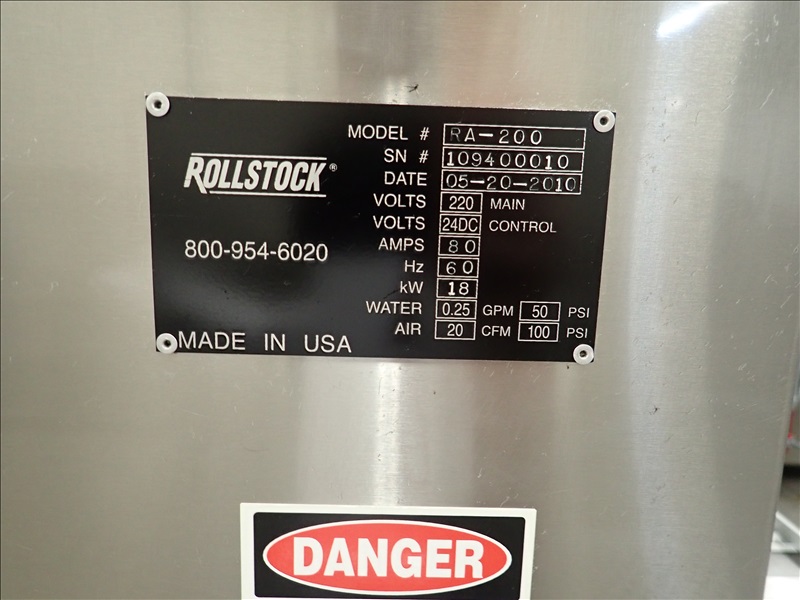 ROLLSTOCK®
800-954-6020
MADE IN USA
MODEL # RA-200
SN # 109400010
DATE 05-20-2010
VOLTS 220 MAIN
VOLTS 24DC CONTROL
AMPS 80
Hz 60
kW 18
WATER 0.25 GPM 50 PSI
AIR 20 CFM 100 PSI
DANGER